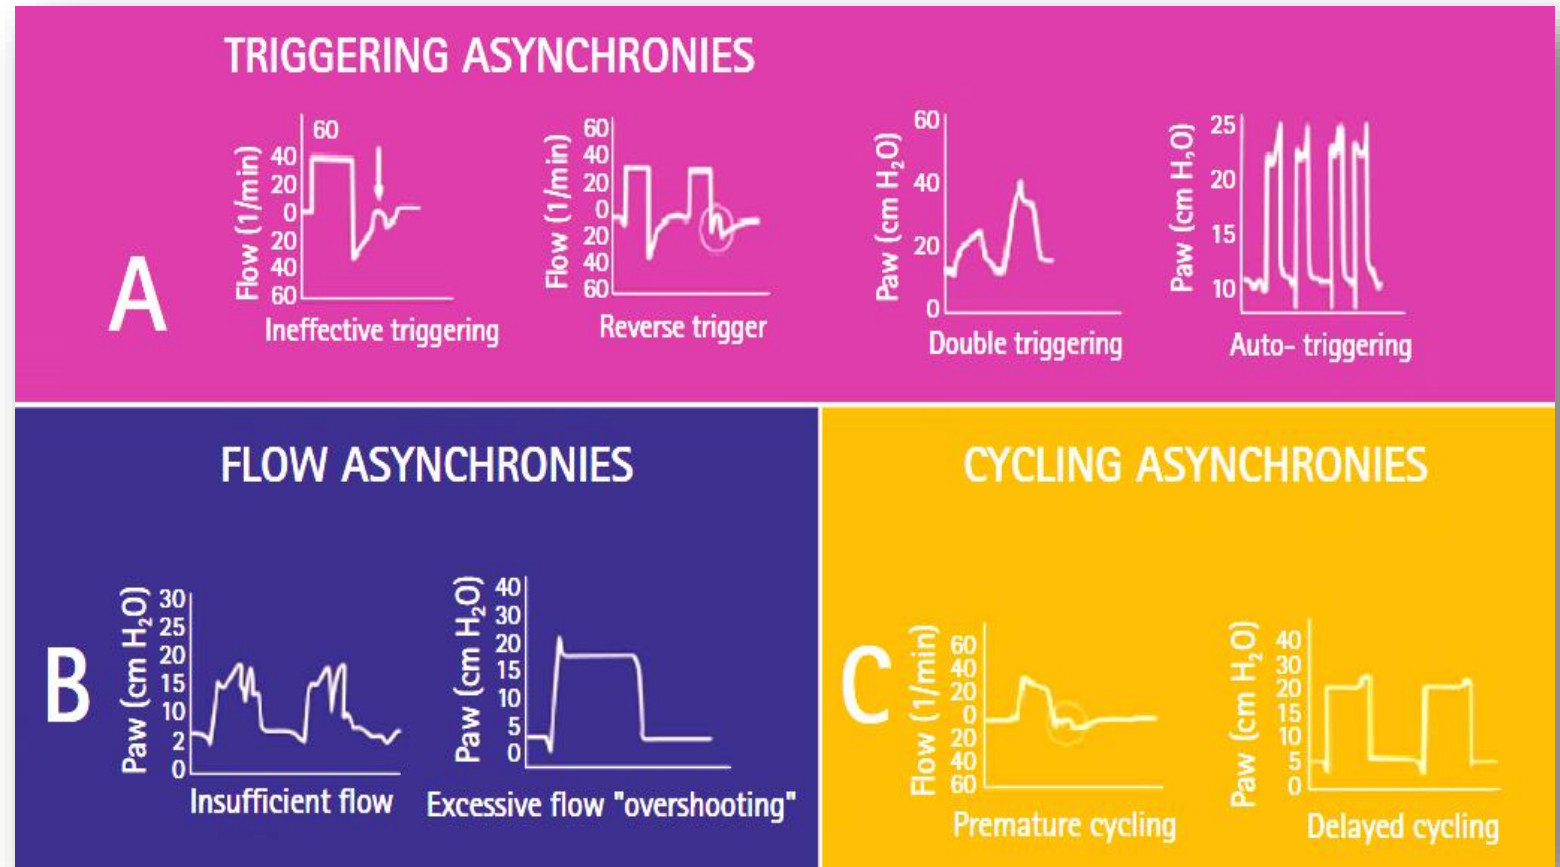 TRIGGERING ASYNCHRONIES
A
Flow (1/min)
60
40
20
0
20
40
60
Ineffective triggering
Flow (1/min)
60
40
20
0
20
40
60
Reverse trigger
Paw (cm H₂O)
60
40
20
0
Double triggering
Paw (cm H,O)
25
20
15
10
Auto- triggering
FLOW ASYNCHRONIES
B
Paw (cm H₂O)
30
25
20
15
10
2
0
Insufficient flow
Paw (cm H₂O)
40
30
20
15
10
5
0
Excessive flow "overshooting"
CYCLING ASYNCHRONIES
C
Flow (1/min)
60
40
20
0
20
40
60
Premature cycling
Paw (cm H₂O)
40
30
20
15
10
5
0
Delayed cycling